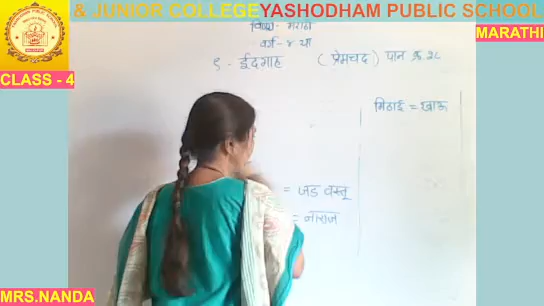 & JUNIOR COLLEGE YASHODHAM PUBLIC SCHOOL
MARATHI
विषय - मराठी
वर्ग - ४ था
९ - ईदगाह ( प्रेमचंद ) पान क्र २८
CLASS - 4
मिठाई = खाऊ
= जड वस्तू
= नाराज
MRS.NANDA